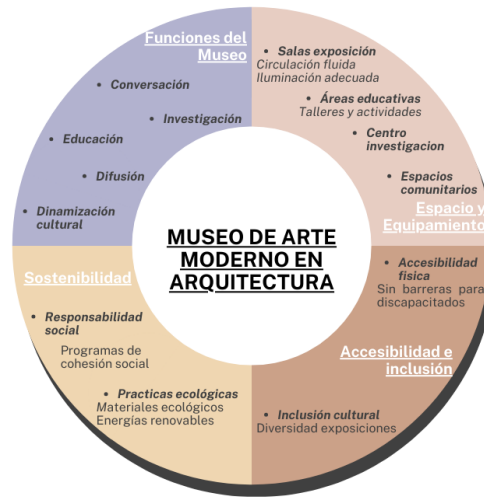 Funciones del
Museo
• Conversación
• Investigación
• Educación
• Difusión
• Dinamización
cultural
• Salas exposición
Circulación fluida
Iluminación adecuada
• Áreas educativas
Talleres y actividades
• Centro
investigacion
• Espacios
comunitarios
Espacio y
Equipamiento
MUSEO DE ARTE
MODERNO EN
ARQUITECTURA
Sostenibilidad
• Responsabilidad
social
Programas de
cohesión social
• Practicas ecológicas
Materiales ecológicos
Energías renovables
• Accesibilidad
fisica
Sin barreras para
discapacitados
Accesibilidad e
inclusión
• Inclusión cultural
Diversidad exposiciones